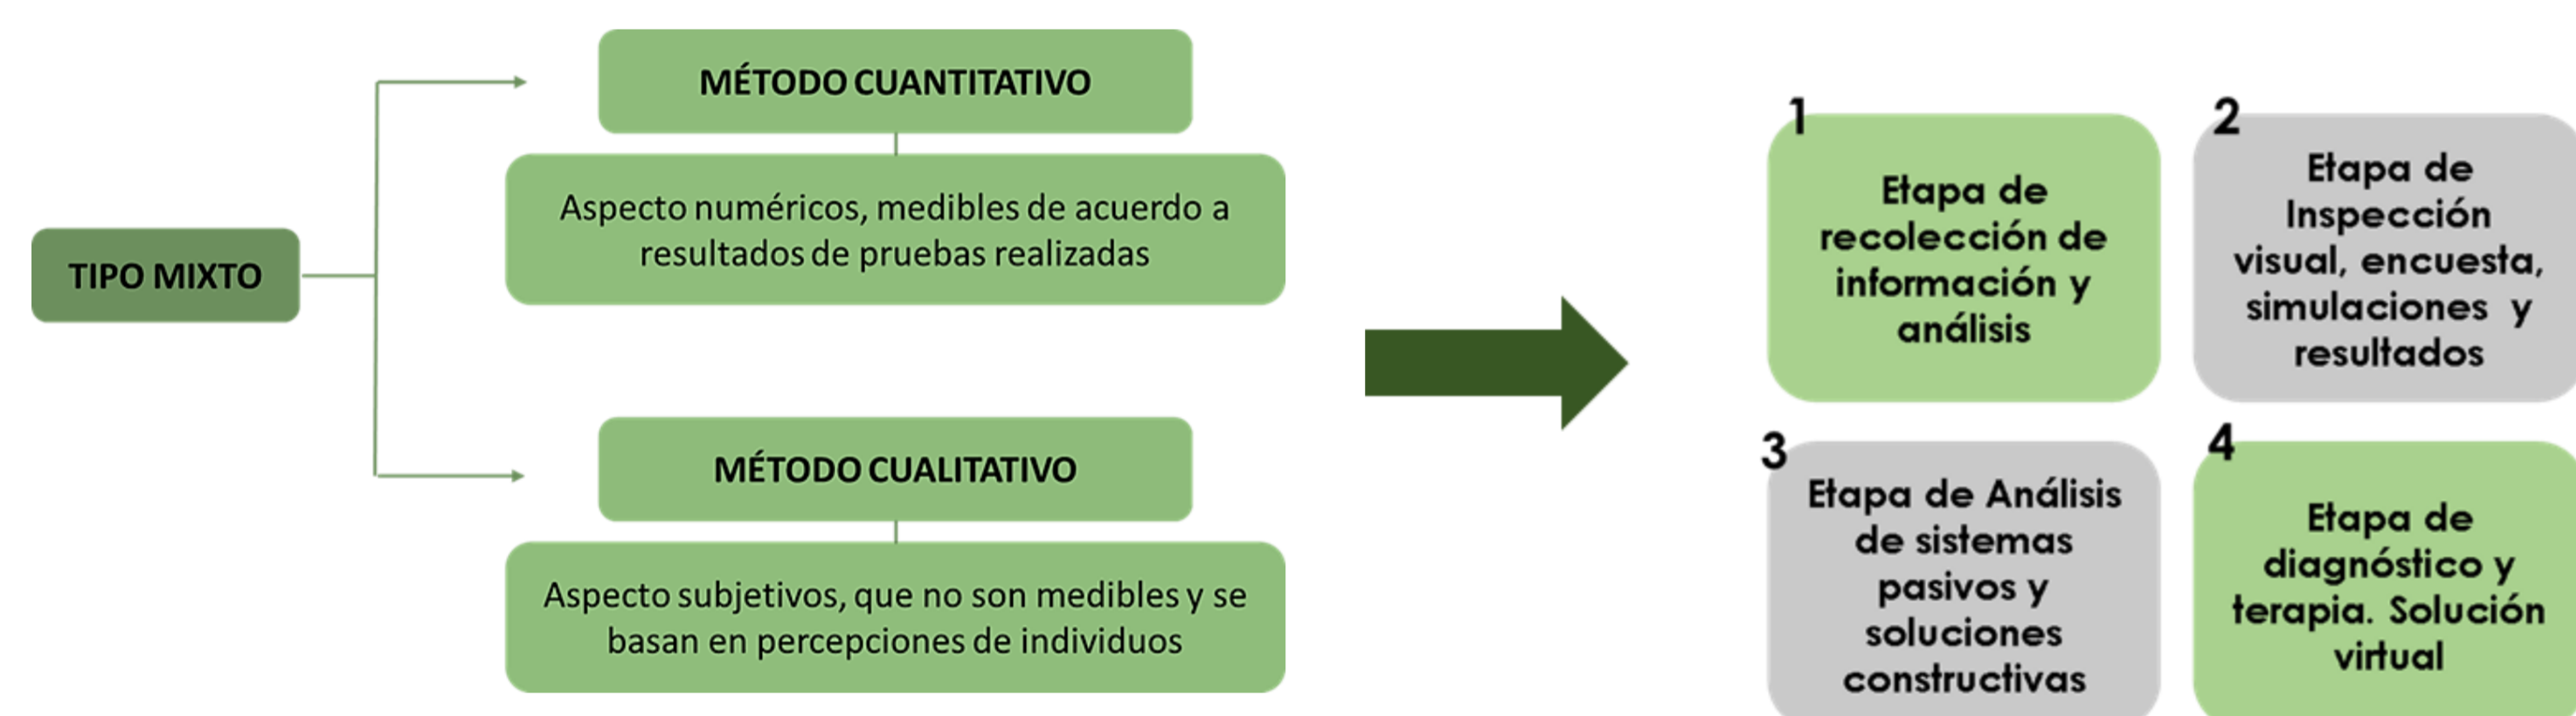 TIPO MIXTO
MÉTODO CUANTITATIVO
Aspecto numéricos, medibles de acuerdo a
resultados de pruebas realizadas
MÉTODO CUALITATIVO
Aspecto subjetivos, que no son medibles y se
basan en percepciones de individuos
1
Etapa de
recolección de
información y
análisis
2
Etapa de
Inspección
visual, encuesta,
simulaciones y
resultados
3
Etapa de Análisis
de sistemas
pasivos y
soluciones
constructivas
4
Etapa de
diagnóstico y
terapia. Solución
virtual